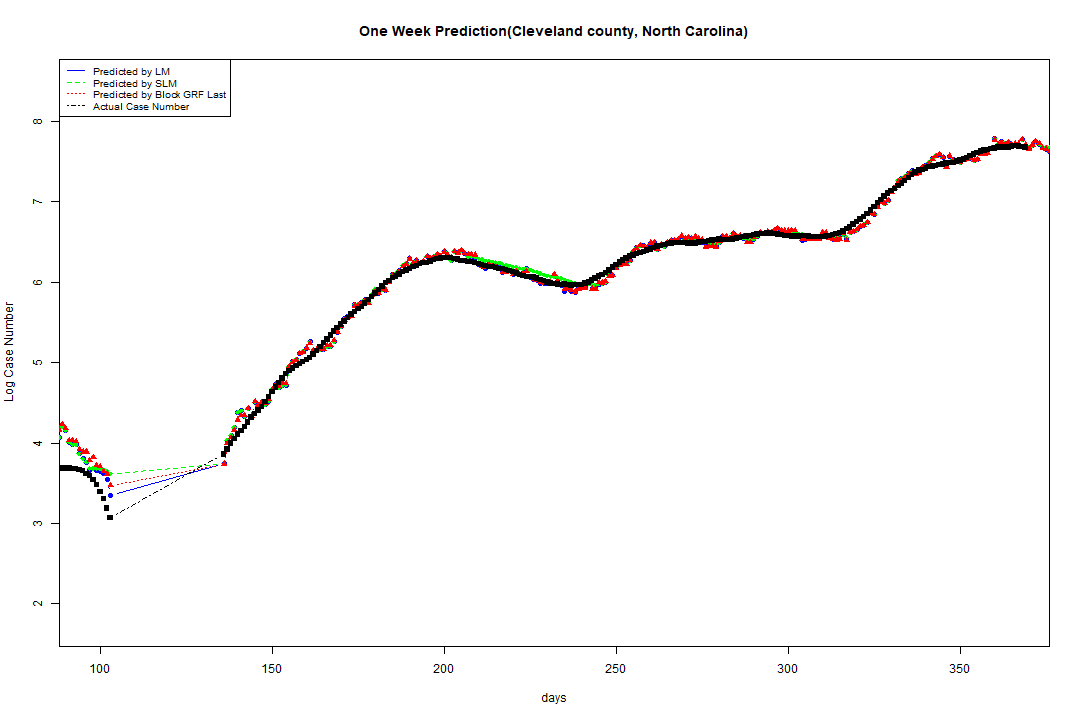 One Week Prediction(Cleveland county, North Carolina)
Predicted by LM
Predicted by SLM
Predicted by Block GRF Last
Actual Case Number
8
7
6
5
4
3
2
Log Case Number
100 150 200 250 300 350
days